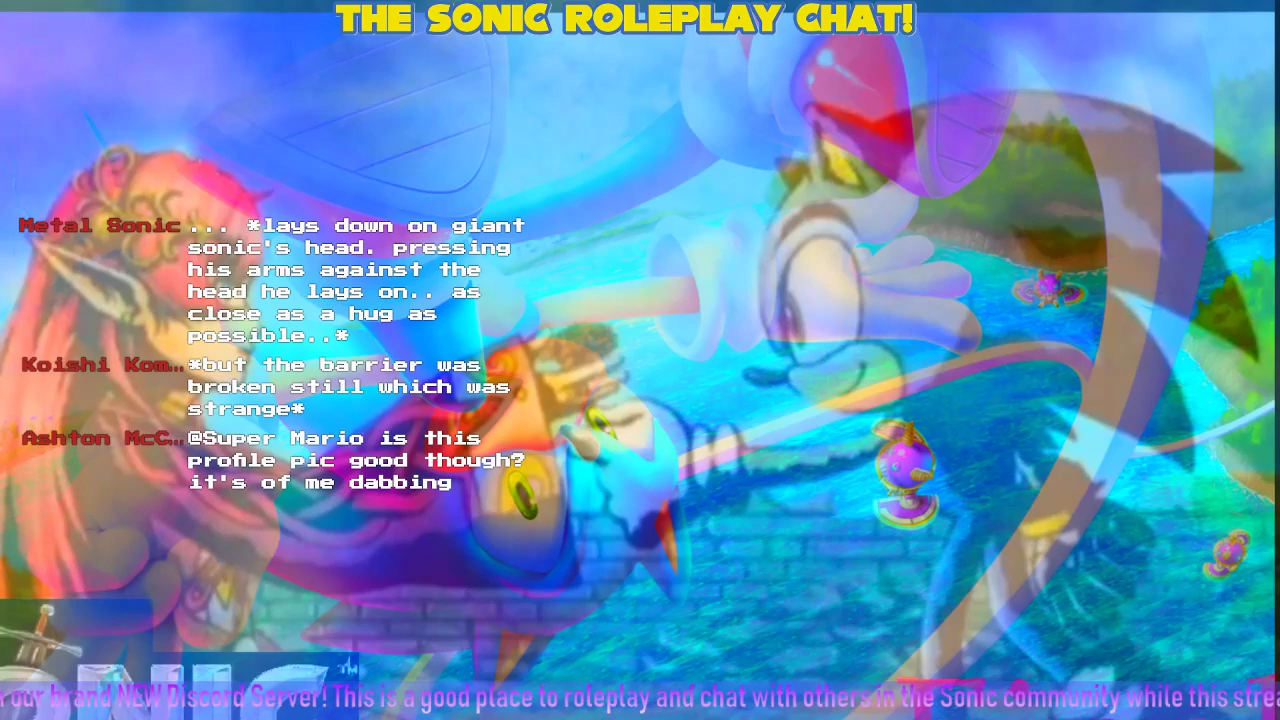 THE SONIC ROLEPLAY CHAT!
Metal Sonic ... *lays down on giant
sonic's head. pressing
his arms against the
head he lays on.. as
close as a hug as
possible..*
Koishi Kom... *but the barrier was
broken still which was
strange*
Ashton McC... @Super Mario is this
profile pic good though?
it's of me dabbing
TM
our brand NEW Discord Server! This is a good place to roleplay and chat with others in the Sonic community while this